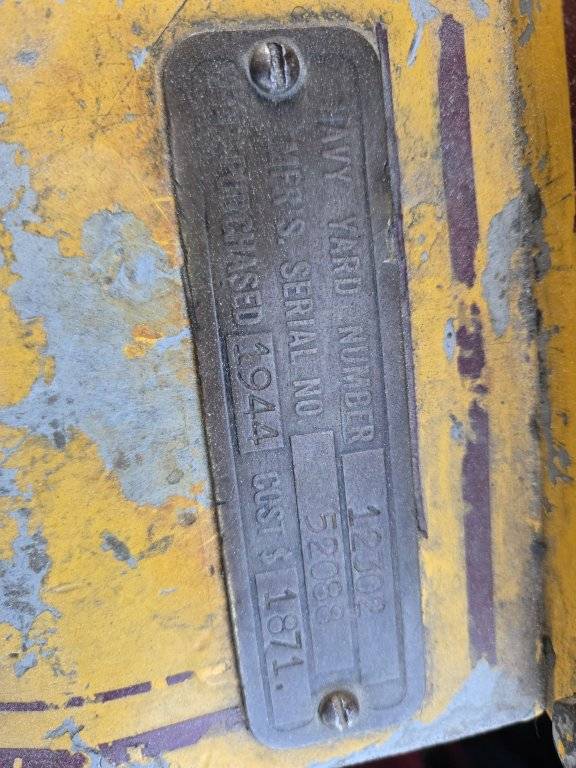 NAVY YARD NUMBER 12302
MFR'S. SERIAL NO 52088
PURCHASED 1944 COST $ 1871.